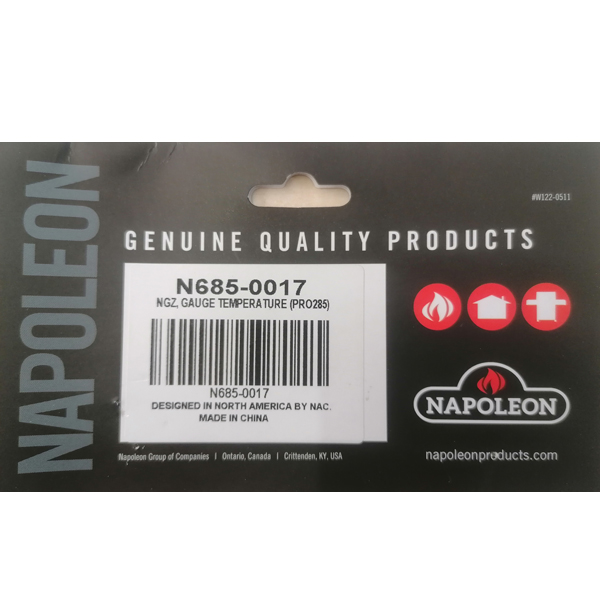 NAPOLEON
#W122-0511
GENUINE QUALITY PRODUCTS
N685-0017
NGZ, GAUGE TEMPERATURE (PRO285)
N685-0017
DESIGNED IN NORTH AMERICA BY NAC.
MADE IN CHINA
NAPOLEON
Napoleon Group of Companies | Ontario, Canada | Crittenden, KY, USA
napoleonproducts.com